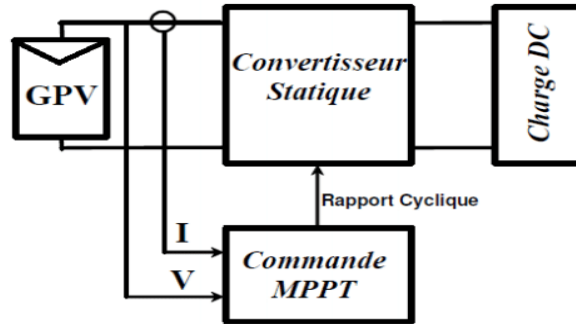 GPV
Convertisseur
Statique
Charge DC
Rapport Cyclique
I
V
Commande
MPPT